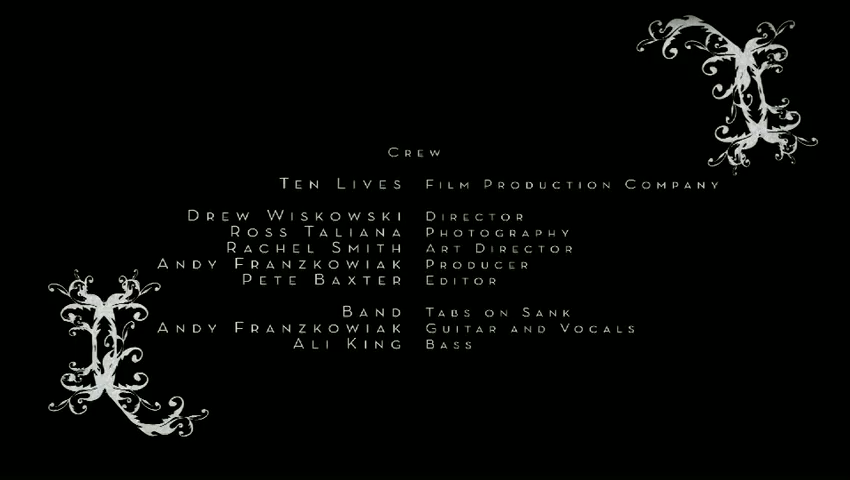 Crew
Ten Lives Film Production Company
Drew Wiskowski Director
Ross Taliana Photography
Rachel Smith Art Director
Andy Franzkowiak Producer
Pete Baxter Editor
Band Tabs on Sank
Andy Franzkowiak Guitar and Vocals
Ali King Bass